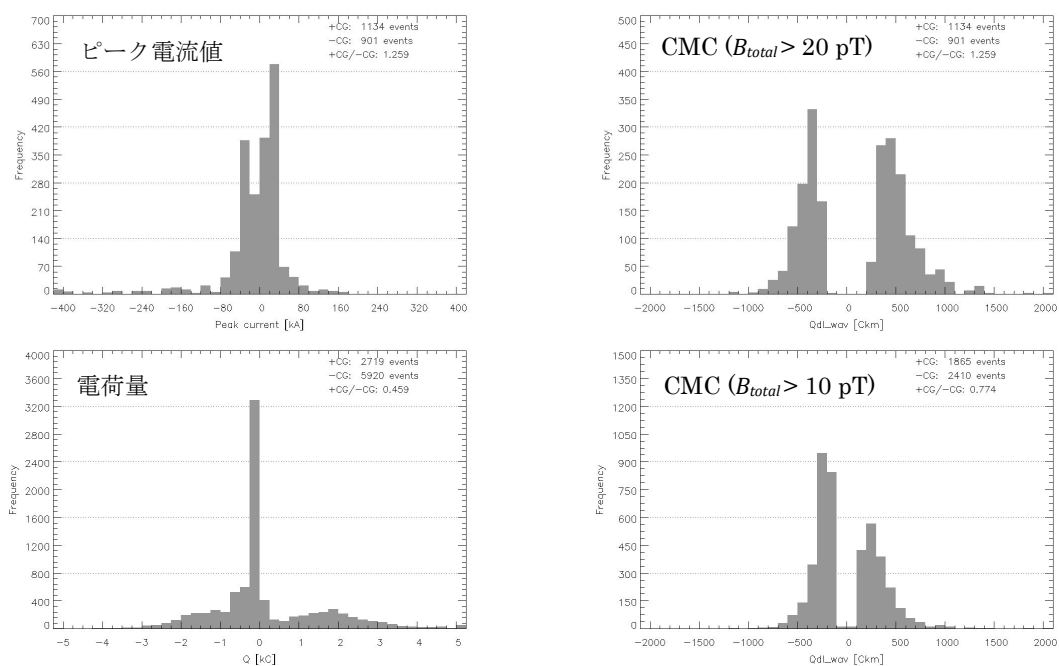 700
630
560
490
420
350
280
210
140
70
0
Frequency
ピーク電流値
+CG: 1134 events
−CG: 901 events
+CG/−CG: 1.259
−400 −320 −240 −160 −80 0 80 160 240 320 400
Peak current [kA]
500
450
400
350
300
250
200
150
100
50
0
Frequency
CMC (Btotal > 20 pT)
+CG: 1134 events
−CG: 901 events
+CG/−CG: 1.259
−2000 −1500 −1000 −500 0 500 1000 1500 2000
Qdl_wav [Ckm]
4000
3600
3200
2800
2400
2000
1600
1200
800
400
0
Frequency
電荷量
+CG: 2719 events
−CG: 5920 events
+CG/−CG: 0.459
−5 −4 −3 −2 −1 0 1 2 3 4 5
Q [kC]
1500
1350
1200
1050
900
750
600
450
300
150
0
Frequency
CMC (Btotal > 10 pT)
+CG: 1865 events
−CG: 2410 events
+CG/−CG: 0.774
−2000 −1500 −1000 −500 0 500 1000 1500 2000
Qdl_wav [Ckm]